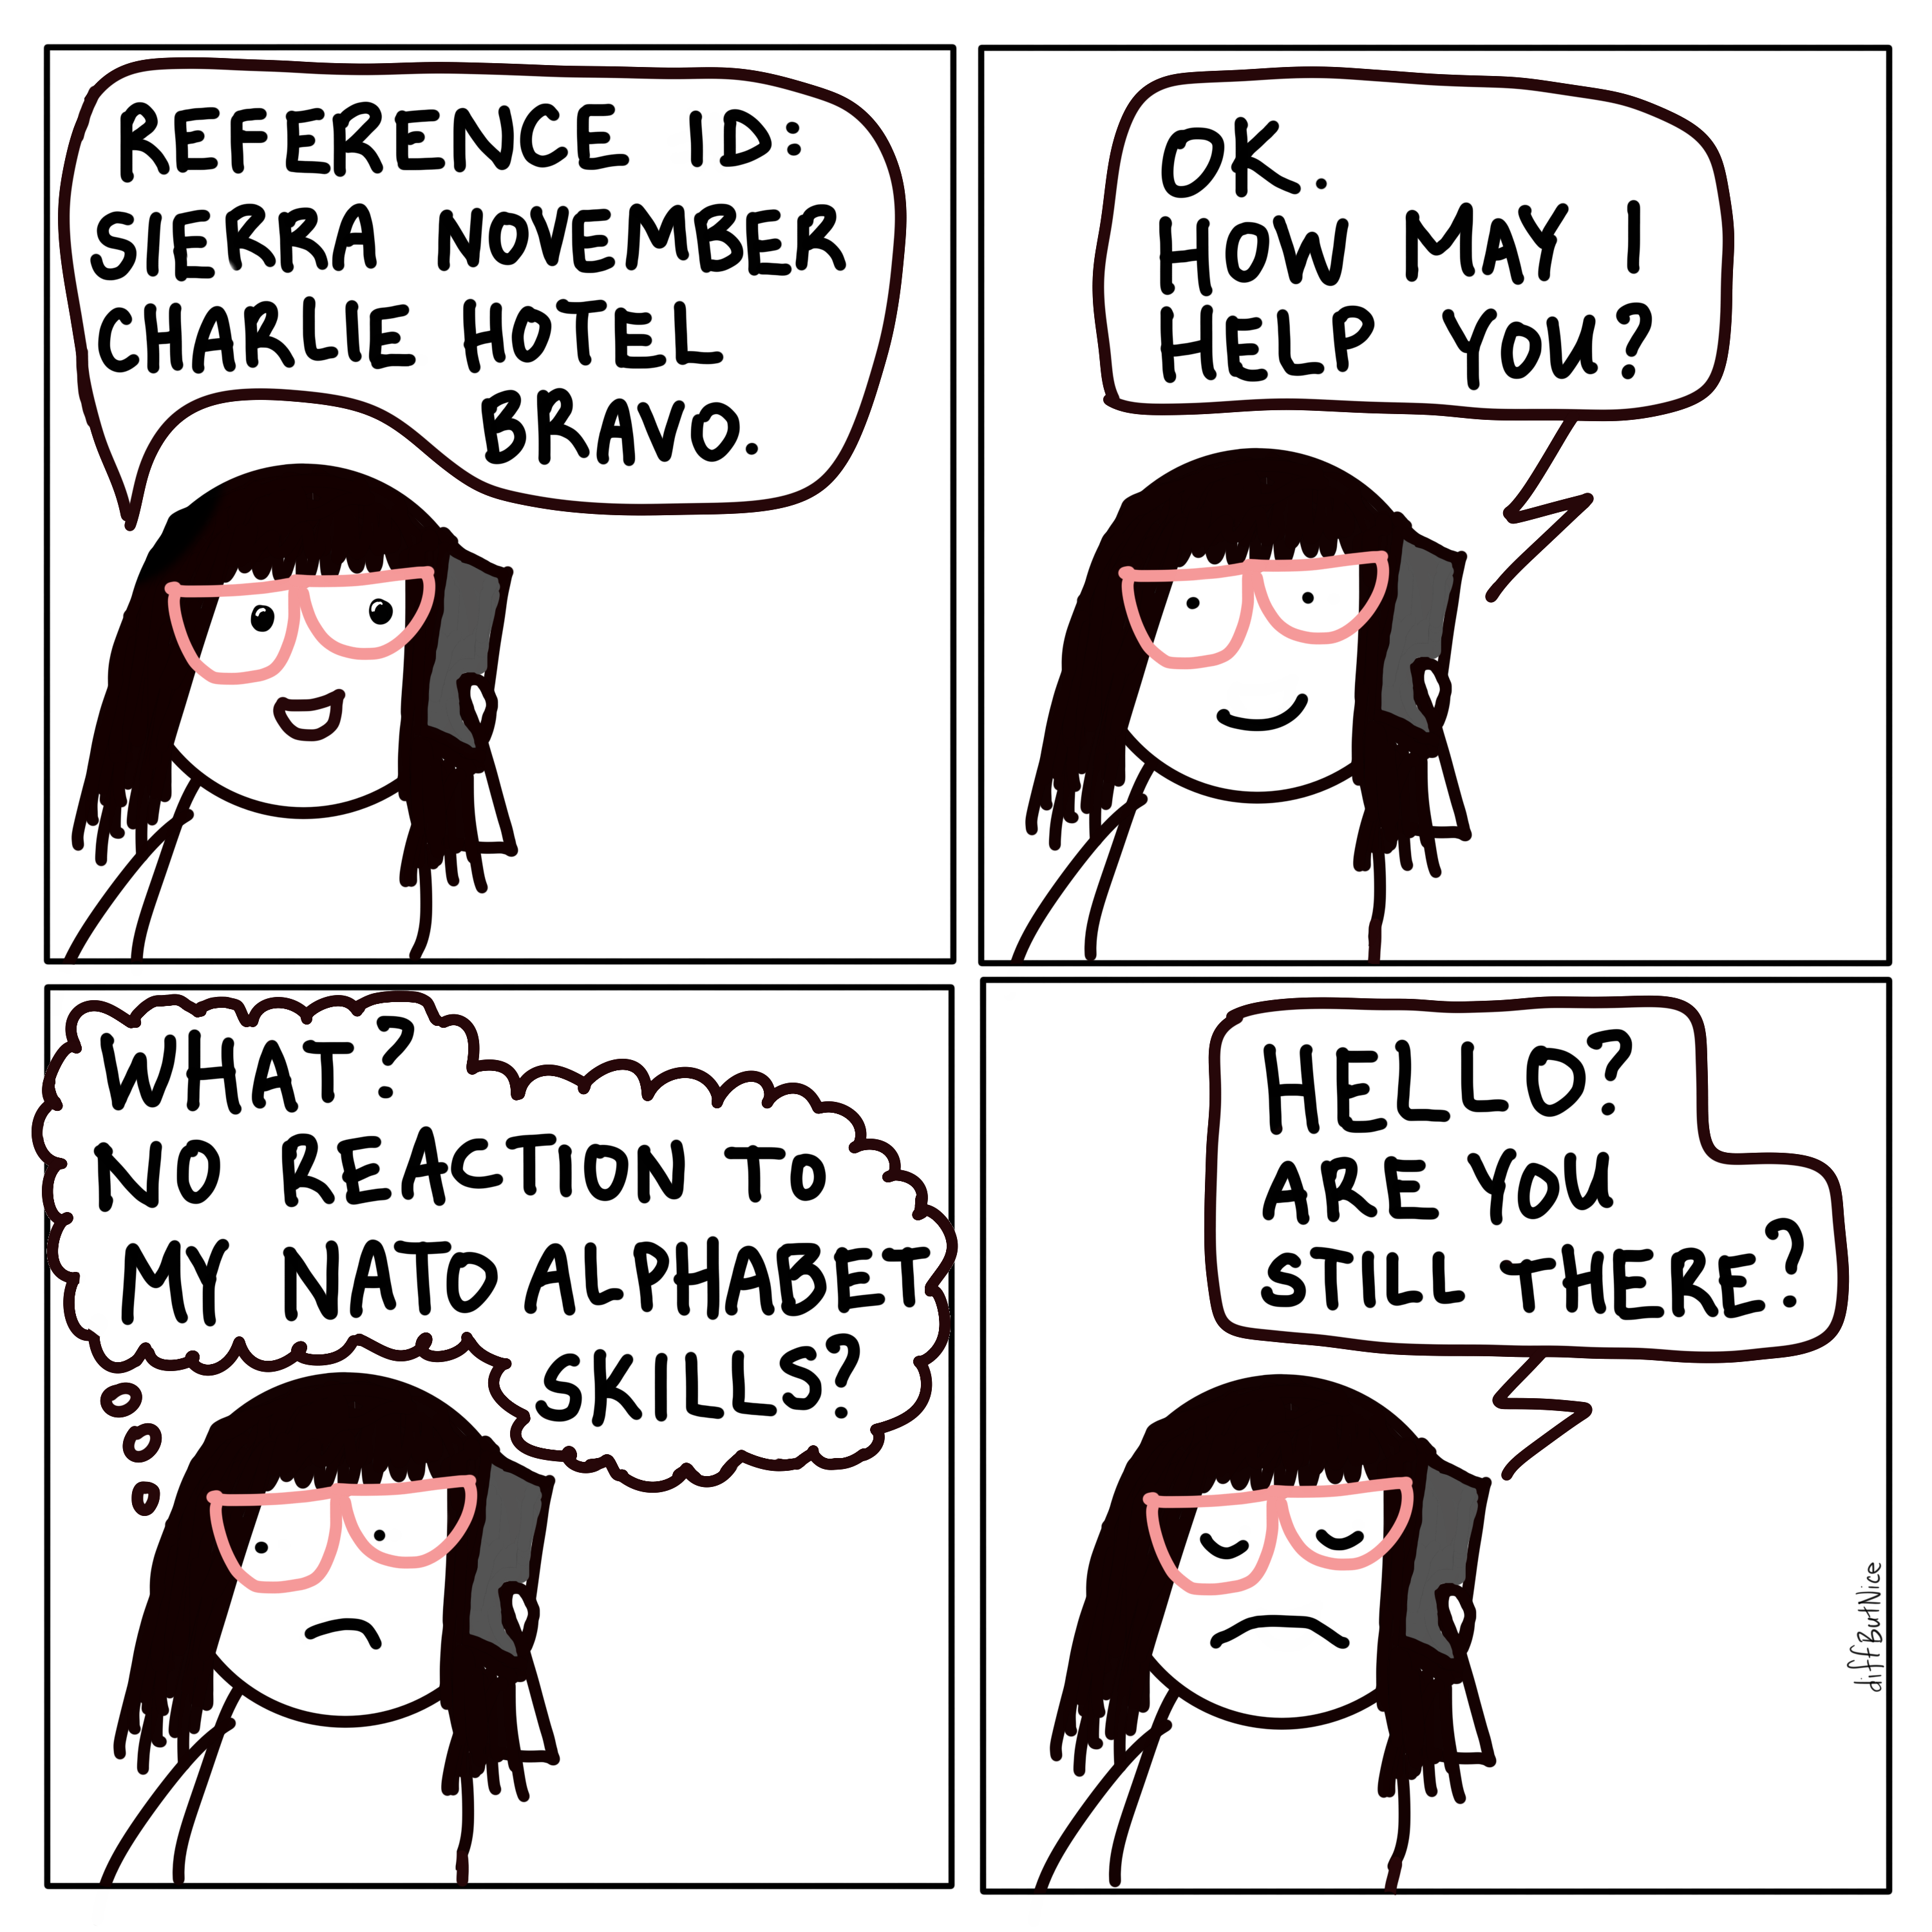 REFERENCE ID:
SIERRA NOVEMBER
CHARLIE HOTEL
BRAVO.
OK.
HOW MAY I
HELP YOU?
WHAT?
NO REACTION TO
MY NATO ALPHABET
SKILLS?
HELLO?
ARE YOU
STILL THERE?
diffButNice